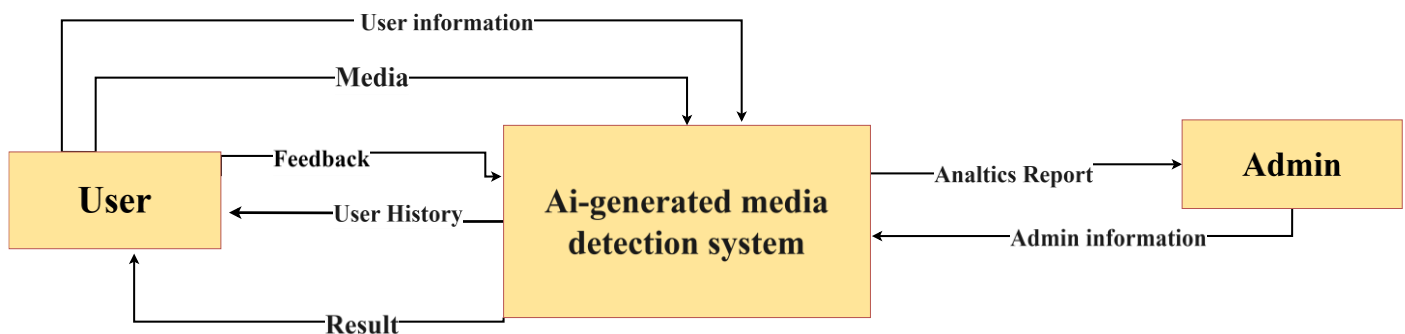 User information
Media
Feedback
User
User History
Result
Ai-generated media
detection system
Analtics Report
Admin
Admin information